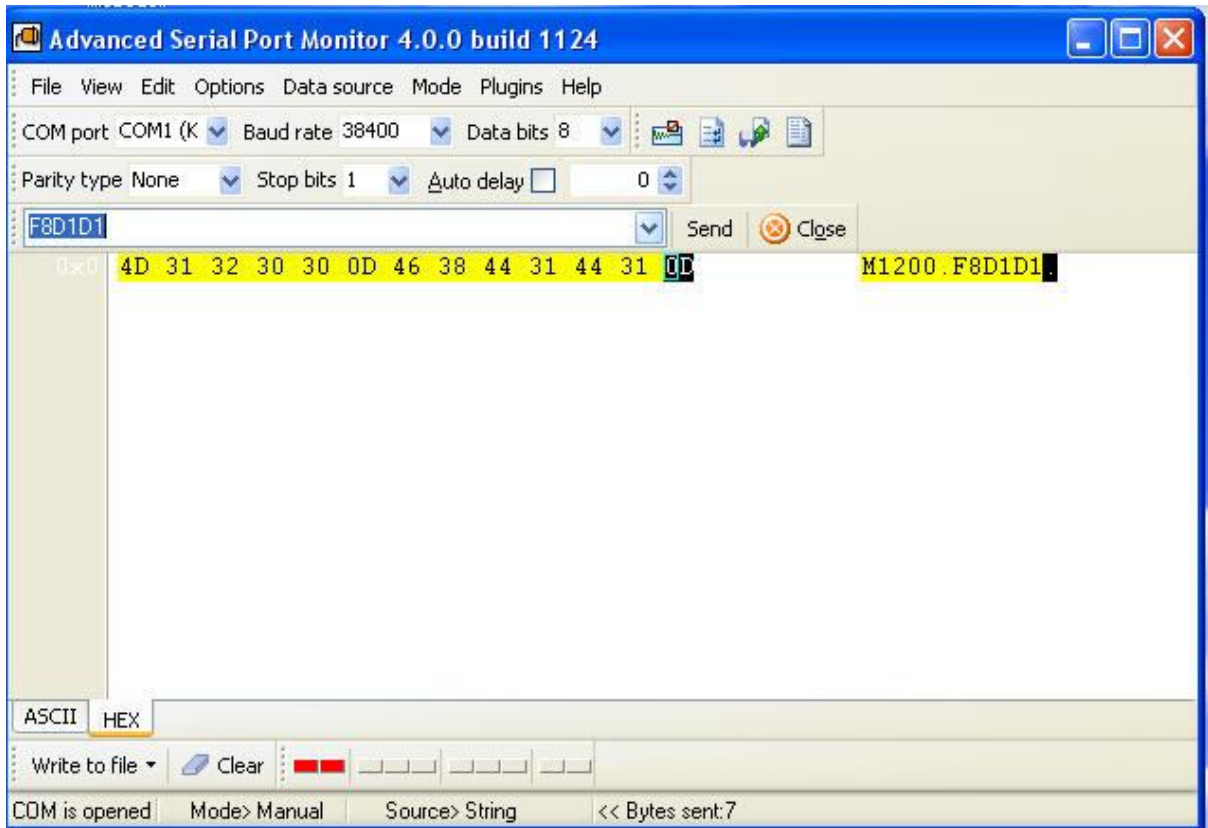 Advanced Serial Port Monitor 4.0.0 build 1124
File View Edit Options Data source Mode Plugins Help
COM port COM1 (K Baud rate 38400 Data bits 8
Parity type None Stop bits 1 Auto delay 0
F8D1D1 Send Close
0x0 4D 31 32 30 30 0D 46 38 44 31 44 31 0D M1200.F8D1D1.
ASCII HEX
Write to file Clear
COM is opened Mode> Manual Source> String << Bytes sent:7